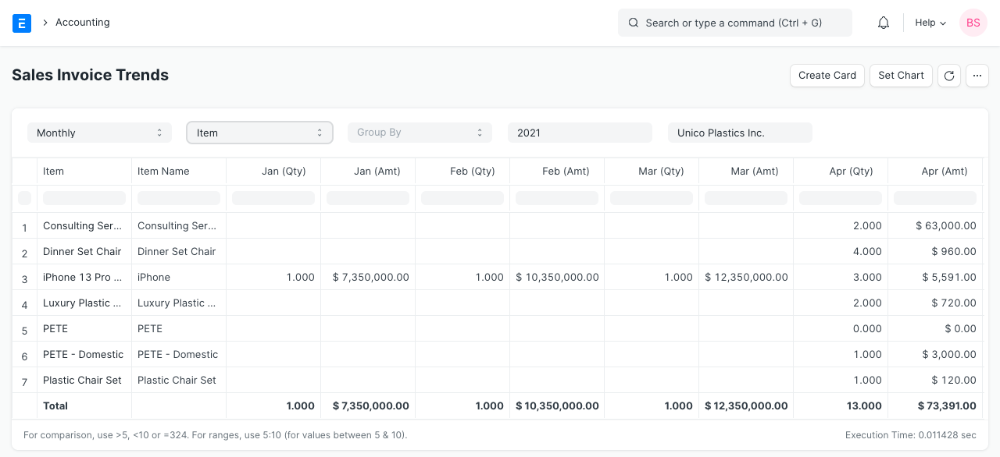 E > Accounting Search or type a command (Ctrl + G) Help BS
Sales Invoice Trends Create Card Set Chart ...
Monthly Item Group By 2021 Unico Plastics Inc.
Item Item Name Jan (Qty) Jan (Amt) Feb (Qty) Feb (Amt) Mar (Qty) Mar (Amt) Apr (Qty) Apr (Amt)
1 Consulting Ser... Consulting Ser... 2.000 $ 63,000.00
2 Dinner Set Chair Dinner Set Chair 4.000 $ 960.00
3 iPhone 13 Pro ... iPhone 1.000 $ 7,350,000.00 1.000 $ 10,350,000.00 1.000 $ 12,350,000.00 3.000 $ 5,591.00
4 Luxury Plastic ... Luxury Plastic ... 2.000 $ 720.00
5 PETE PETE 0.000 $ 0.00
6 PETE - Domestic PETE - Domestic 1.000 $ 3,000.00
7 Plastic Chair Set Plastic Chair Set 1.000 $ 120.00
Total 1.000 $ 7,350,000.00 1.000 $ 10,350,000.00 1.000 $ 12,350,000.00 13.000 $ 73,391.00
For comparison, use >5, <10 or =324. For ranges, use 5:10 (for values between 5 & 10). Execution Time: 0.011428 sec